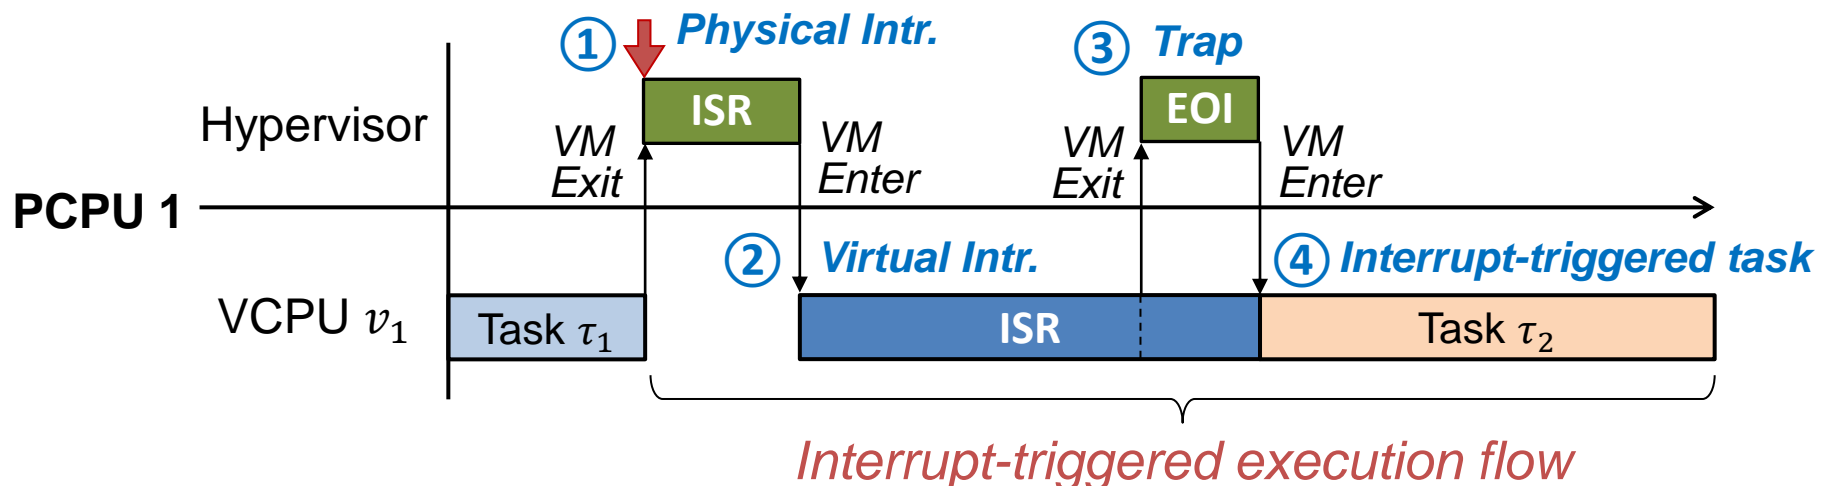 ① Physical Intr.
③ Trap
Hypervisor
ISR
EOI
VM
Exit
VM
Enter
VM
Exit
VM
Enter
PCPU 1
② Virtual Intr.
④ Interrupt-triggered task
VCPU v₁
Task τ₁
ISR
Task τ₂
Interrupt-triggered execution flow